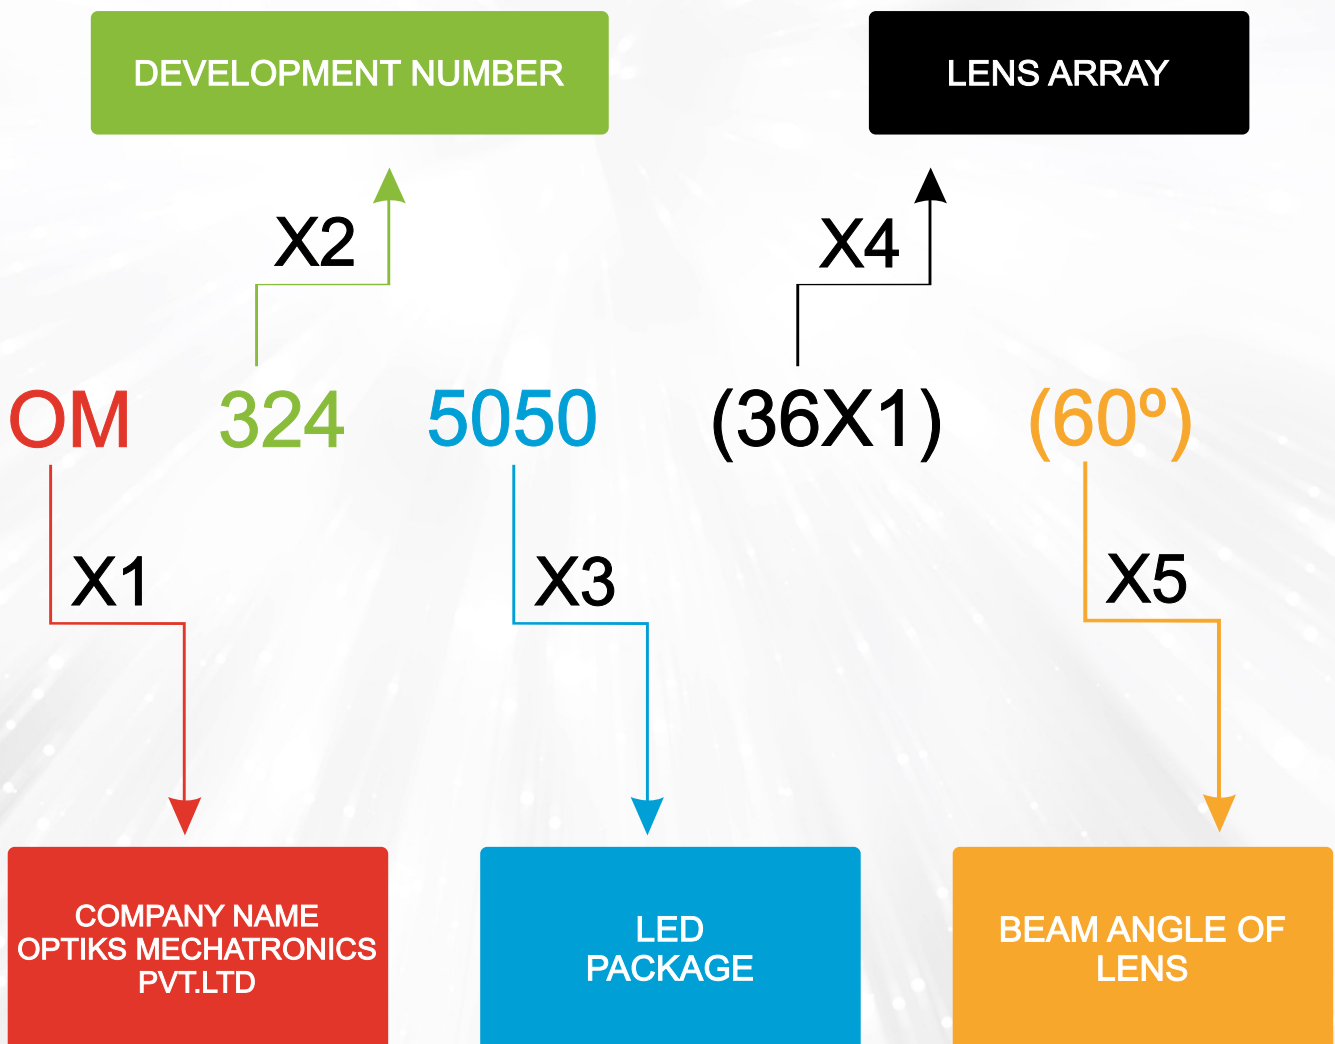 DEVELOPMENT NUMBER
LENS ARRAY
X2
X4
OM 324 5050 (36X1) (60º)
X1
X3
X5
COMPANY NAME
OPTIKS MECHATRONICS
PVT.LTD
LED
PACKAGE
BEAM ANGLE OF
LENS